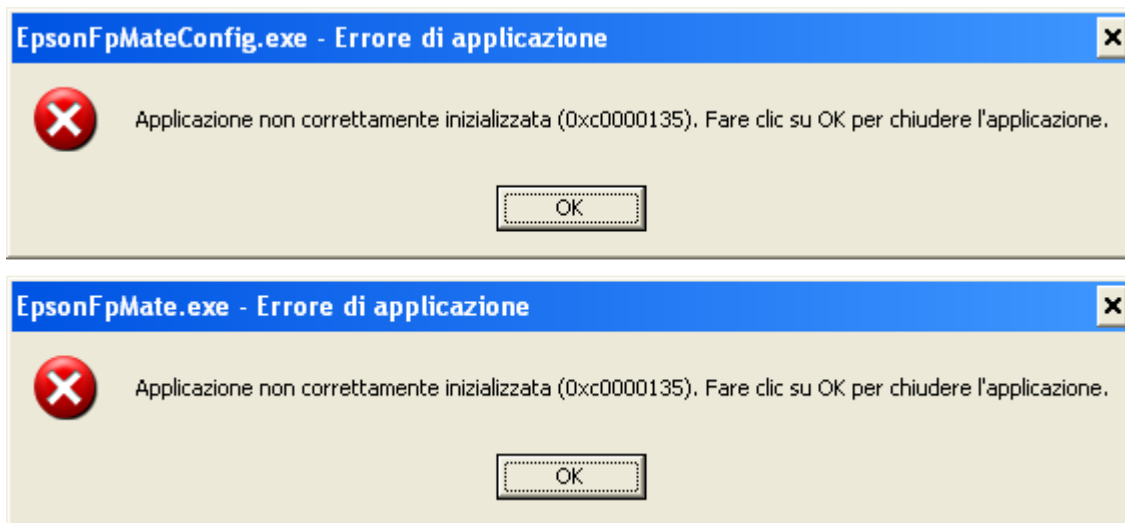 EpsonFpMateConfig.exe - Errore di applicazione
Applicazione non correttamente inizializzata (0xc0000135). Fare clic su OK per chiudere l'applicazione.
OK
EpsonFpMate.exe - Errore di applicazione
Applicazione non correttamente inizializzata (0xc0000135). Fare clic su OK per chiudere l'applicazione.
OK